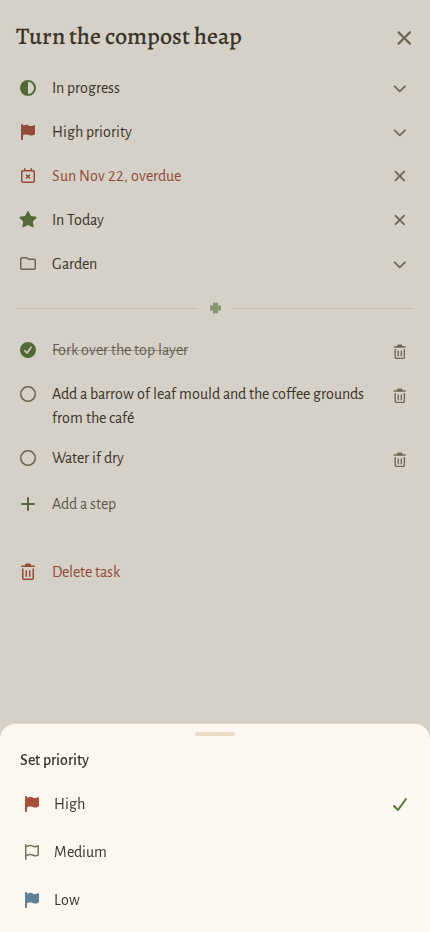 Turn the compost heap
In progress
High priority
Sun Nov 22, overdue
In Today
Garden
Fork over the top layer
Add a barrow of leaf mould and the coffee grounds
from the café
Water if dry
Add a step
Delete task
Set priority
High
Medium
Low